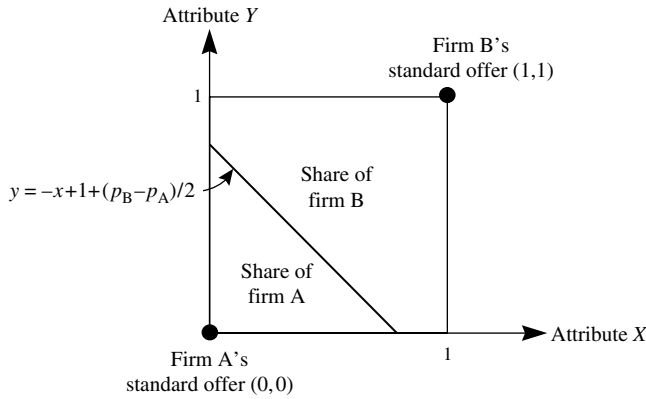 Attribute Y
Firm B's
standard offer (1,1)
1
y = –x+1+(pB–pA)/2
Share of
firm B
Share of
firm A
Attribute X
1
Firm A's
standard offer (0,0)